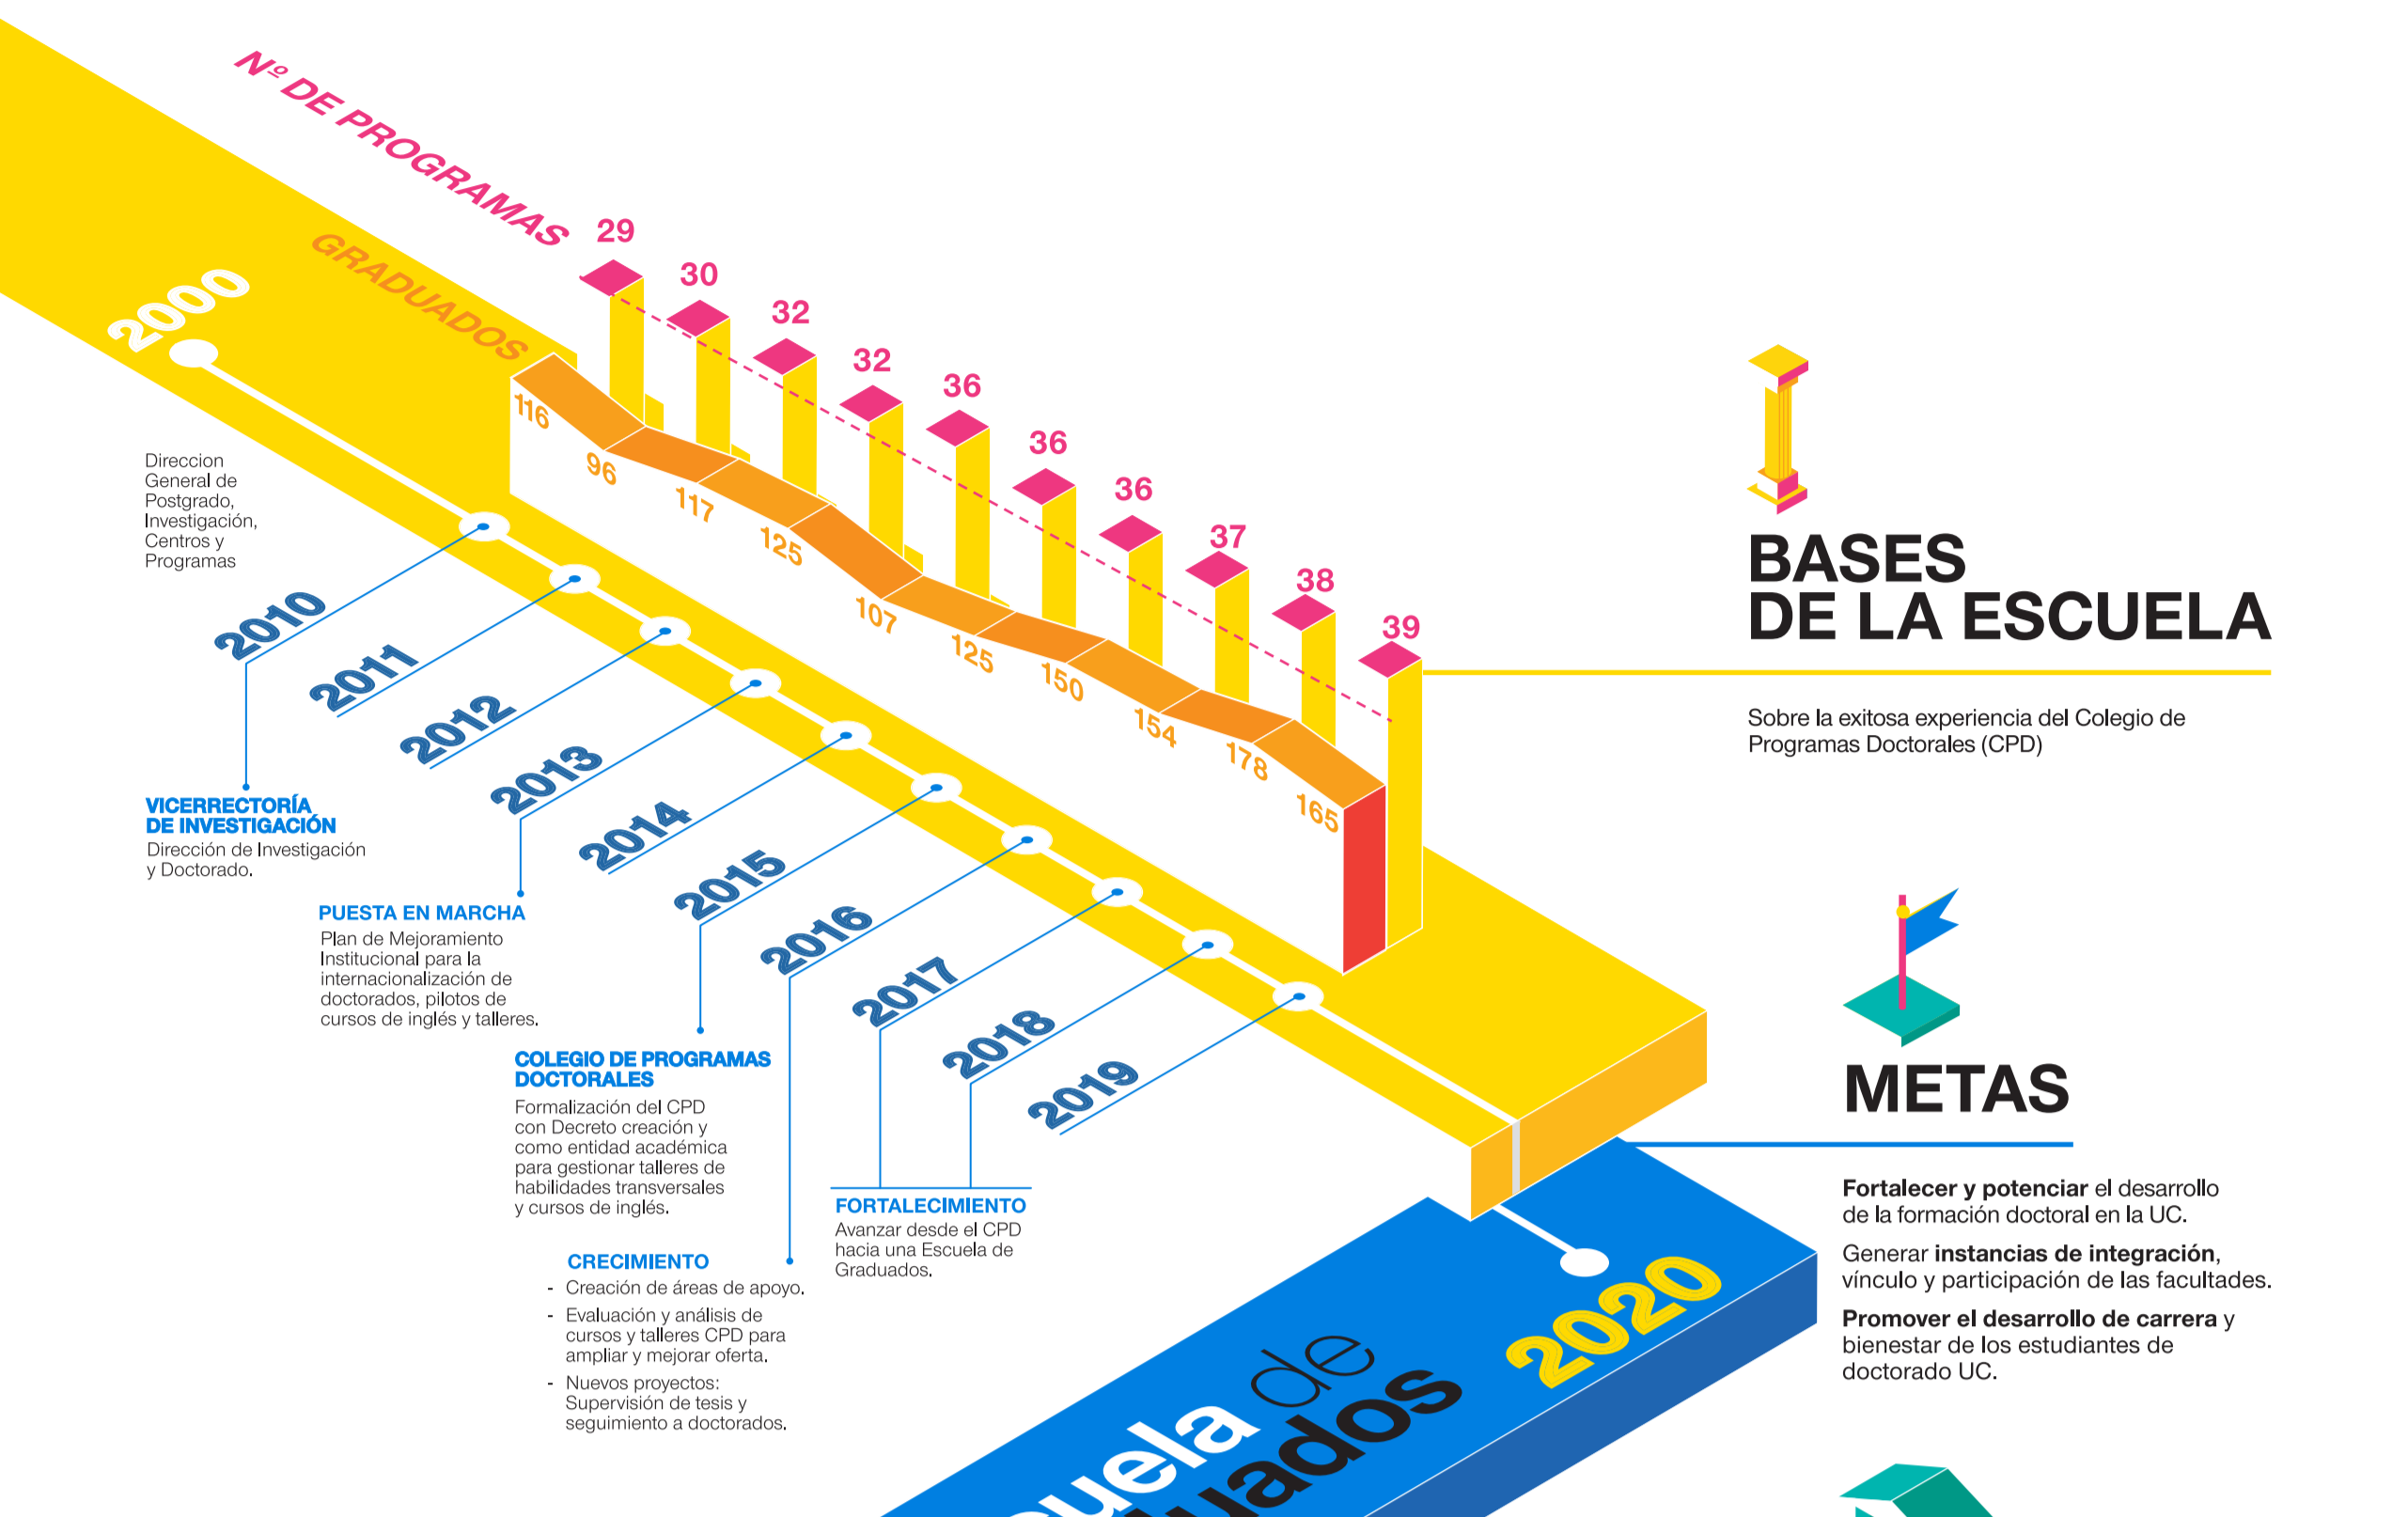 Nº DE PROGRAMAS
GRADUADOS
29
30
32
32
36
36
36
37
38
39
116
96
117
125
107
125
150
154
178
165
2000
Direccion
General de
Postgrado,
Investigación,
Centros y
Programas
2010
2011
2012
2013
2014
2015
2016
2017
2018
2019
VICERRECTORÍA
DE INVESTIGACIÓN
Dirección de Investigación
y Doctorado.
PUESTA EN MARCHA
Plan de Mejoramiento
Institucional para la
internacionalización de
doctorados, pilotos de
cursos de inglés y talleres.
COLEGIO DE PROGRAMAS
DOCTORALES
Formalización del CPD
con Decreto creación y
como entidad académica
para gestionar talleres de
habilidades transversales
y cursos de inglés.
CRECIMIENTO
- Creación de áreas de apoyo.
- Evaluación y análisis de
cursos y talleres CPD para
ampliar y mejorar oferta.
- Nuevos proyectos:
Supervisión de tesis y
seguimiento a doctorados.
FORTALECIMIENTO
Avanzar desde el CPD
hacia una Escuela de
Graduados.
BASES
DE LA ESCUELA
Sobre la exitosa experiencia del Colegio de
Programas Doctorales (CPD)
METAS
Fortalecer y potenciar el desarrollo
de la formación doctoral en la UC.
Generar instancias de integración,
vínculo y participación de las facultades.
Promover el desarrollo de carrera y
bienestar de los estudiantes de
doctorado UC.
2020
uela de
uados